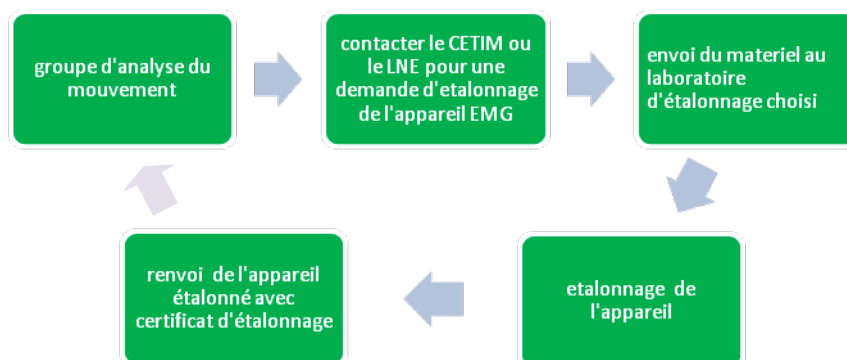 groupe d'analyse du
mouvement
contacter le CETIM ou
le LNE pour une
demande d'etalonnage
de l'appareil EMG
envoi du materiel au
laboratoire
d'étalonnage choisi
etalonnage de
l'appareil
renvoi de l'appareil
étalonné avec
certificat d'étalonnage